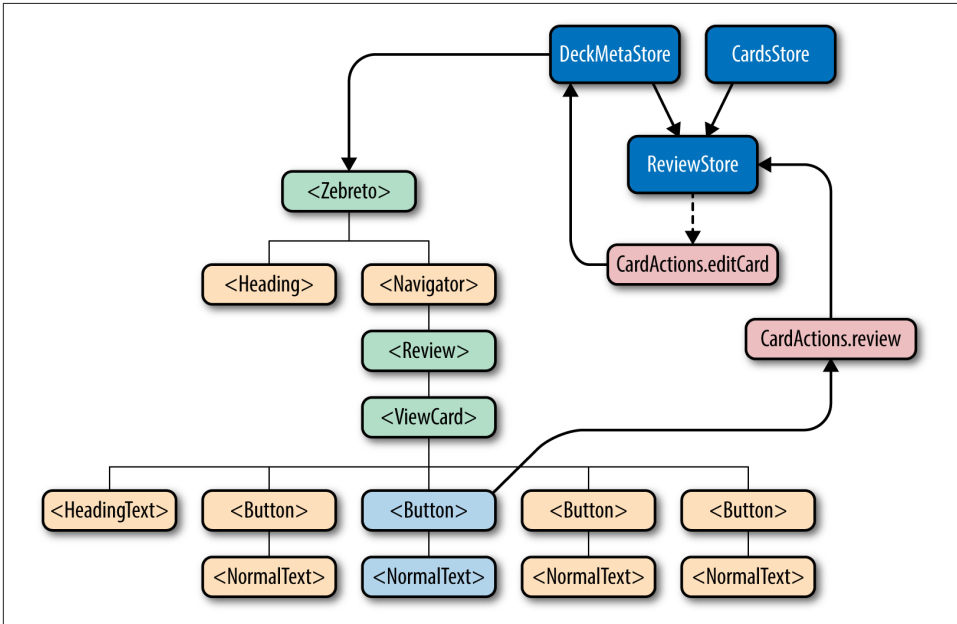 DeckMetaStore
CardsStore
ReviewStore
<Zebreto>
CardActions.editCard
<Heading>
<Navigator>
CardActions.review
<Review>
<ViewCard>
<HeadingText>
<Button>
<Button>
<Button>
<Button>
<NormalText>
<NormalText>
<NormalText>
<NormalText>